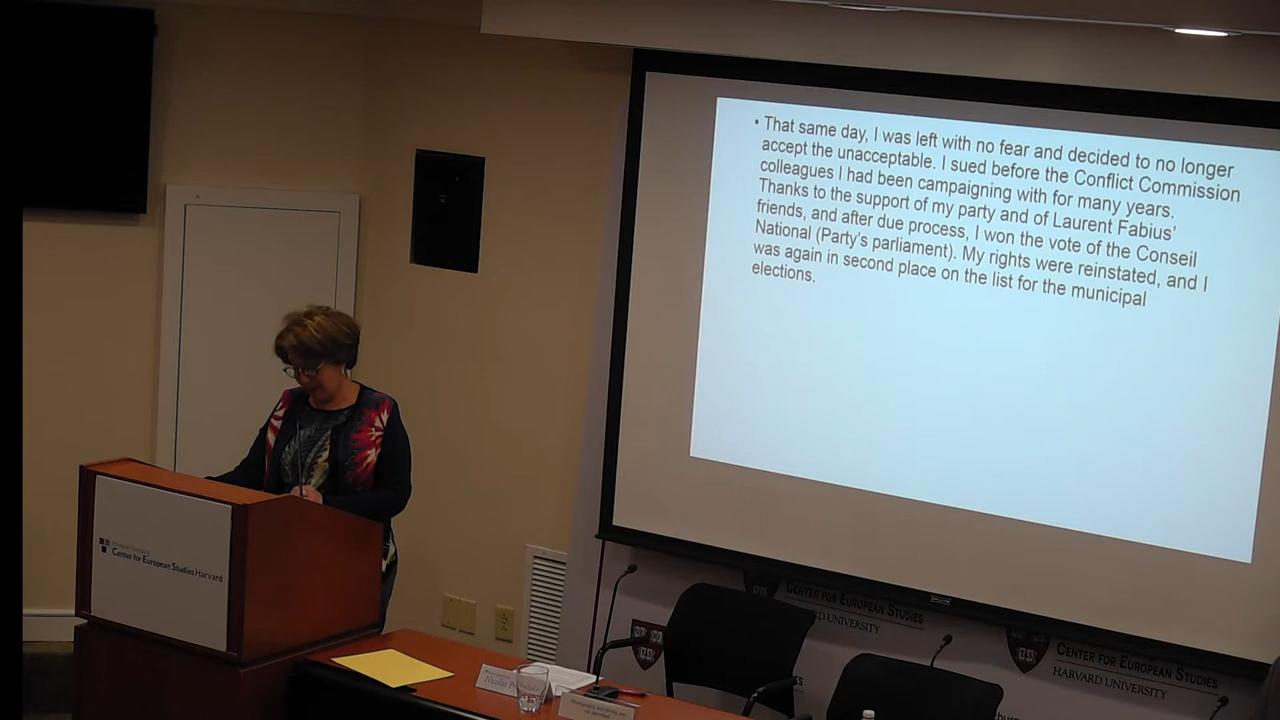 • That same day, I was left with no fear and decided to no longer
accept the unacceptable. I sued before the Conflict Commission
colleagues I had been campaigning with for many years.
Thanks to the support of my party and of Laurent Fabius'
friends, and after due process, I won the vote of the Conseil
National (Party's parliament). My rights were reinstated, and I
was again in second place on the list for the municipal
elections.
Center for European Studies Harvard
Nicolas
CENTER FOR EUROPEAN STUDIES
UNIVERSITY
CENTER FOR EUROPEAN STUDIES
HARVARD UNIVERSITY